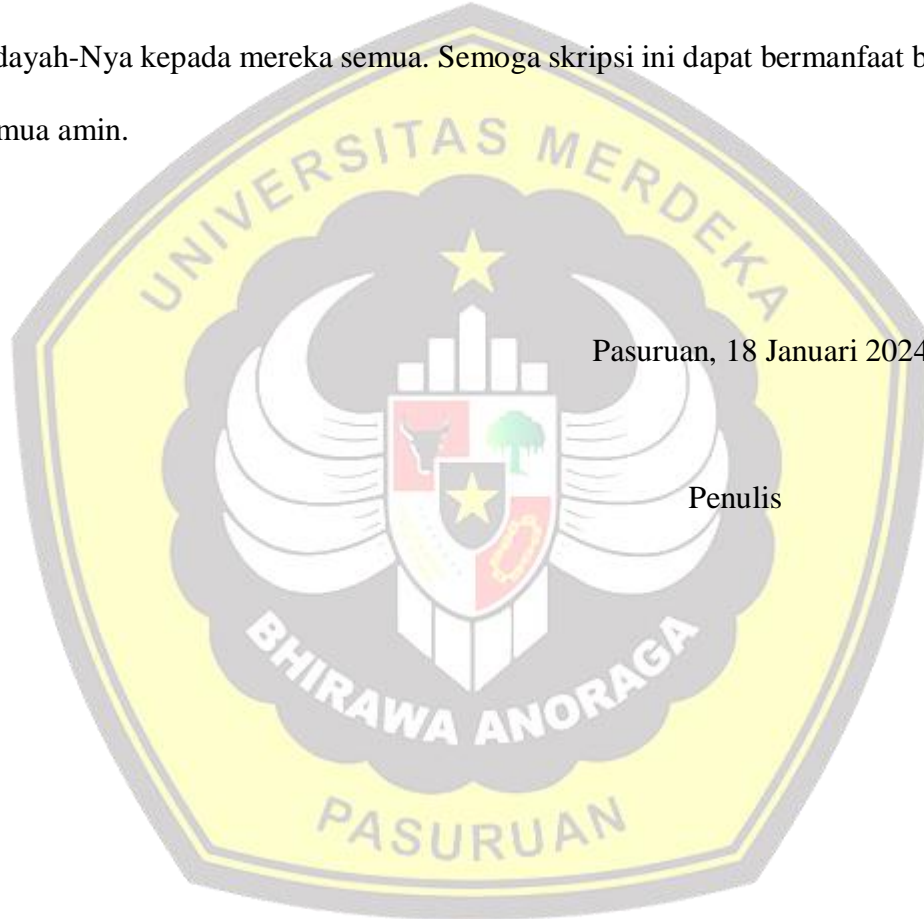 dayah-Nya kepada mereka semua. Semoga skripsi ini dapat bermanfaat b
mua amin.
UNIVERSITAS MERDEKA
Pasuruan, 18 Januari 2024
Penulis
BHIRAWA ANORAGA
PASURUAN